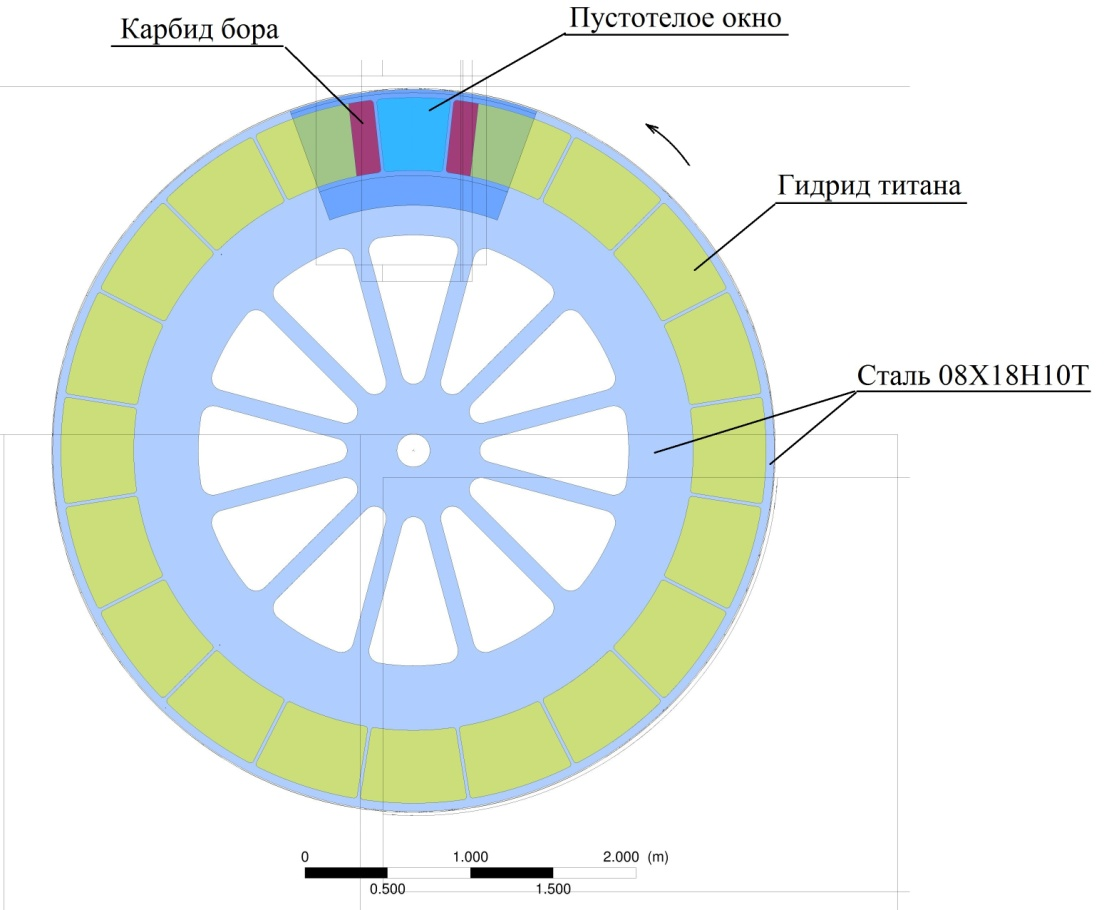 Пустотелое окно
Карбид бора
Гидрид титана
Сталь 08Х18Н10Т
0 1.000 2.000 (m)
0.500 1.500